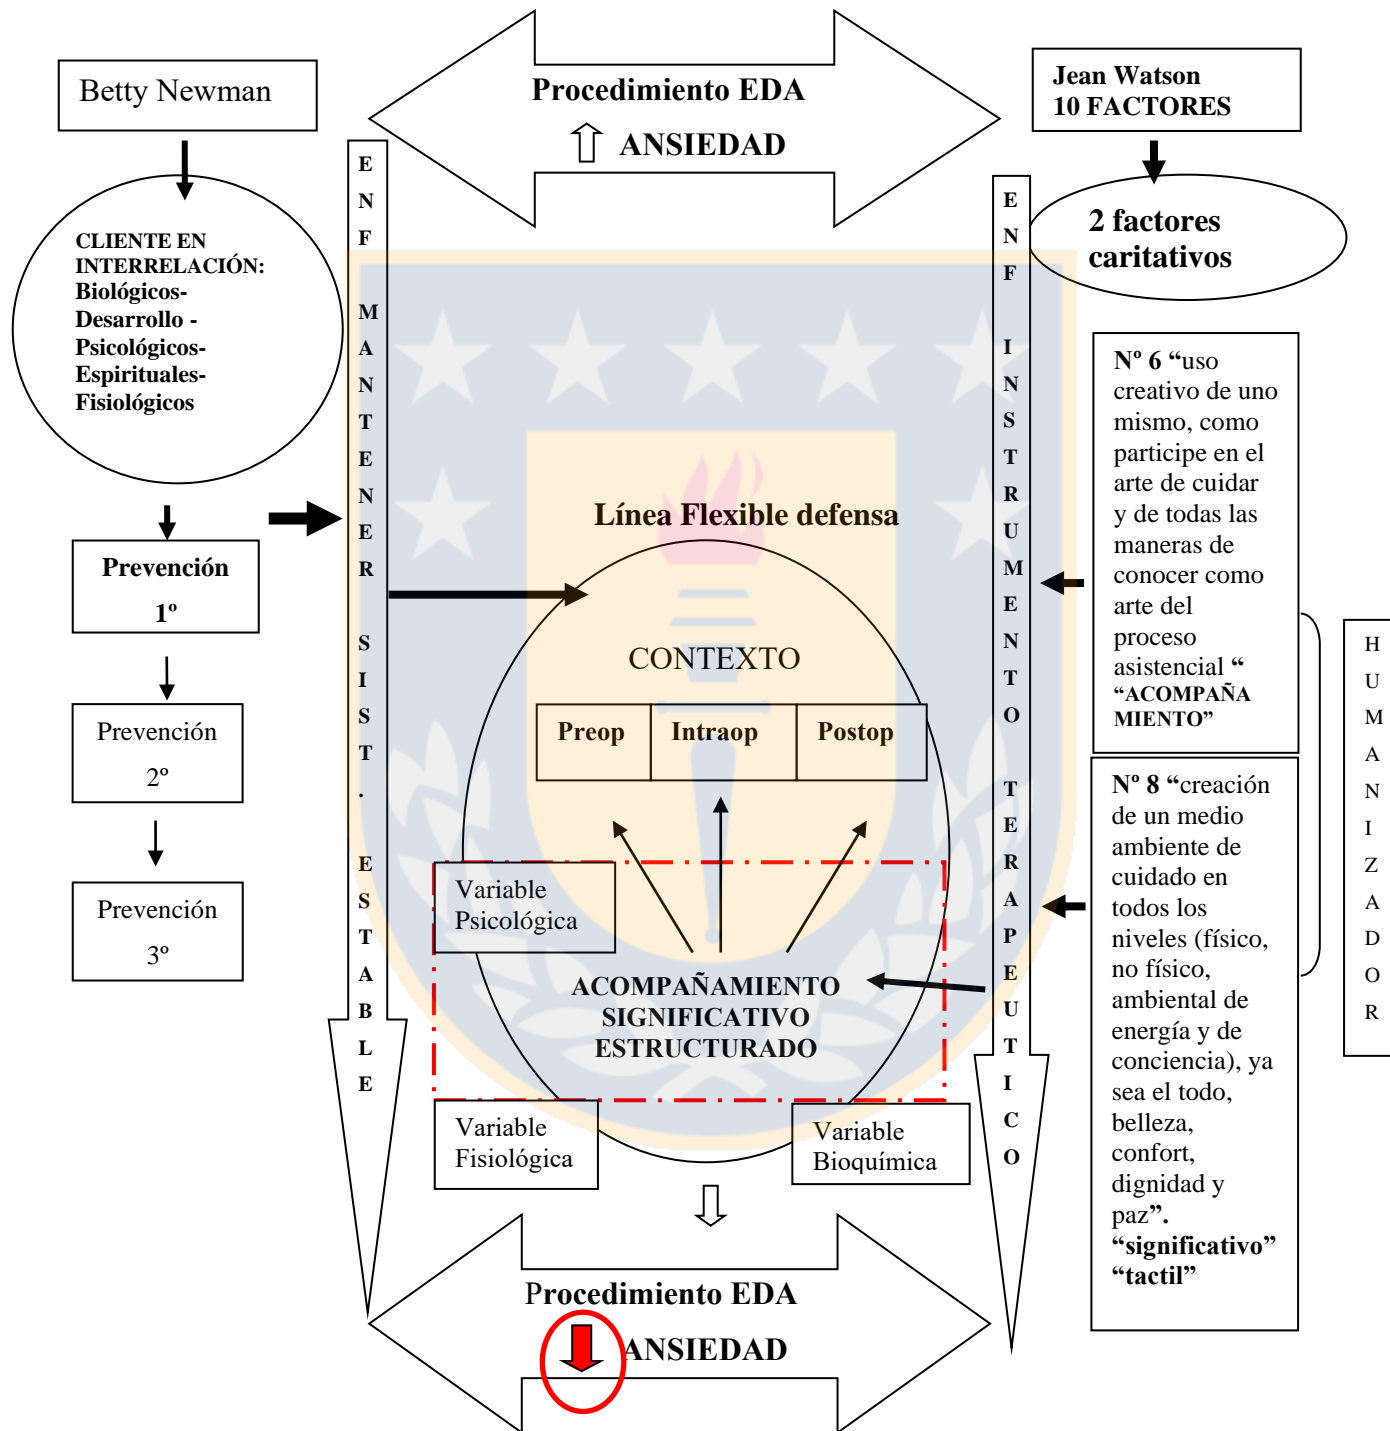 Betty Newman
Procedimiento EDA
ANSIEDAD
Jean Watson
10 FACTORES
CLIENTE EN
INTERRELACIÓN:
Biológicos-
Desarrollo -
Psicológicos-
Espirituales-
Fisiológicos
2 factores
caritativos
ENF MANTENER SIST. ESTABLE
ENF INSTRUMENTO TERAPEUTICO
Prevención
1º
Prevención
2º
Prevención
3º
Línea Flexible defensa
CONTEXTO
Preop Intraop Postop
Variable
Psicológica
ACOMPAÑAMIENTO
SIGNIFICATIVO
ESTRUCTURADO
Variable
Fisiológica
Variable
Bioquímica
Nº 6 “uso
creativo de uno
mismo, como
participe en el
arte de cuidar
y de todas las
maneras de
conocer como
arte del
proceso
asistencial “
“ACOMPAÑA
MIENTO”
Nº 8 “creación
de un medio
ambiente de
cuidado en
todos los
niveles (físico,
no físico,
ambiental de
energía y de
conciencia), ya
sea el todo,
belleza,
confort,
dignidad y
paz”.
“significativo”
“tactil”
HUMANIZADOR
Procedimiento EDA
ANSIEDAD